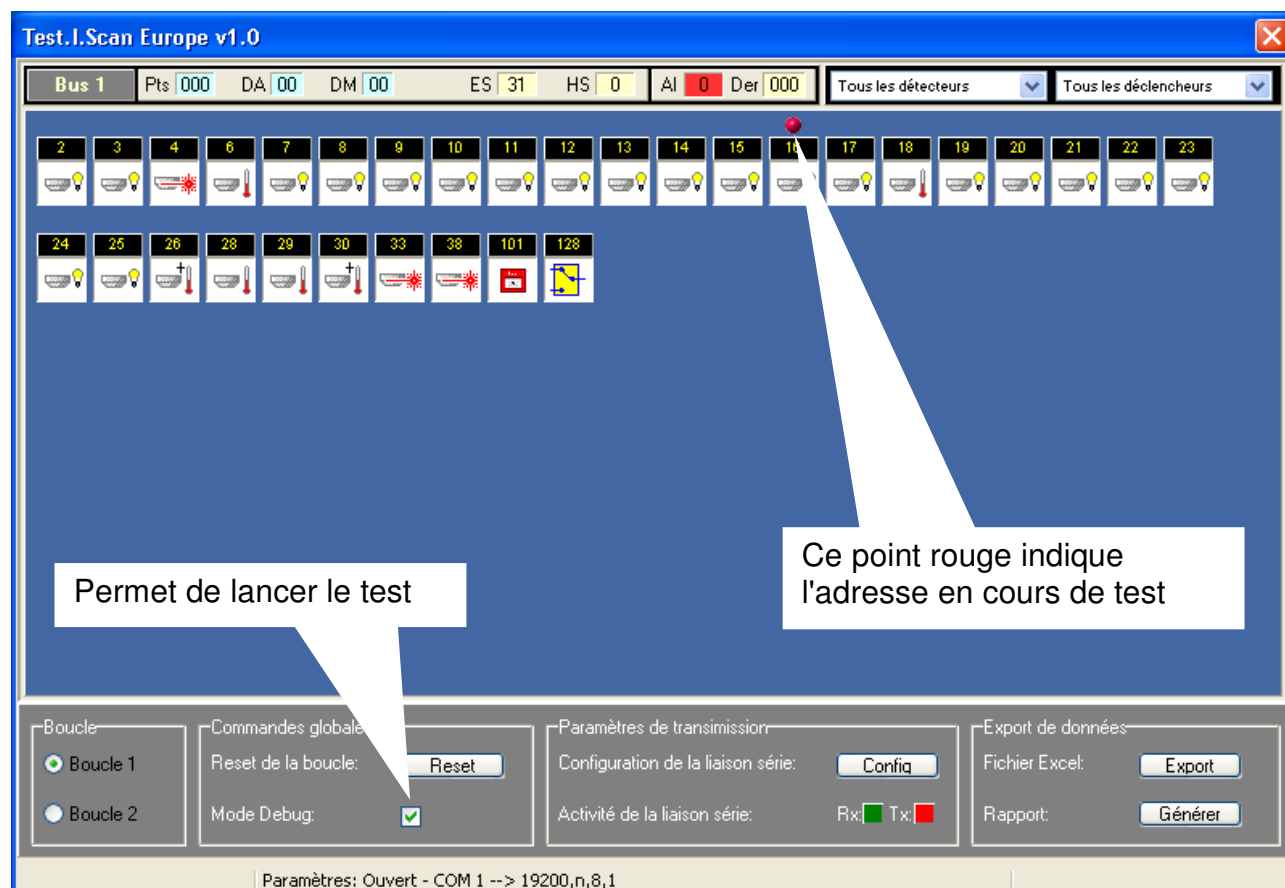 Test.I.Scan Europe v1.0
Bus 1 Pts 000 DA 00 DM 00 ES 31 HS 0 Al 0 Der 000 Tous les détecteurs Tous les déclencheurs
2 3 4 6 7 8 9 10 11 12 13 14 15 16 17 18 19 20 21 22 23
24 25 26 28 29 30 33 38 101 128
Ce point rouge indique
l'adresse en cours de test
Permet de lancer le test
Boucle
Boucle 1
Boucle 2
Commandes globale
Reset de la boucle: Reset
Mode Debug:
Paramètres de transimission
Configuration de la liaison série: Config
Activité de la liaison série: Rx: Tx:
Export de données
Fichier Excel: Export
Rapport: Générer
Paramètres: Ouvert - COM 1 --> 19200,n,8,1